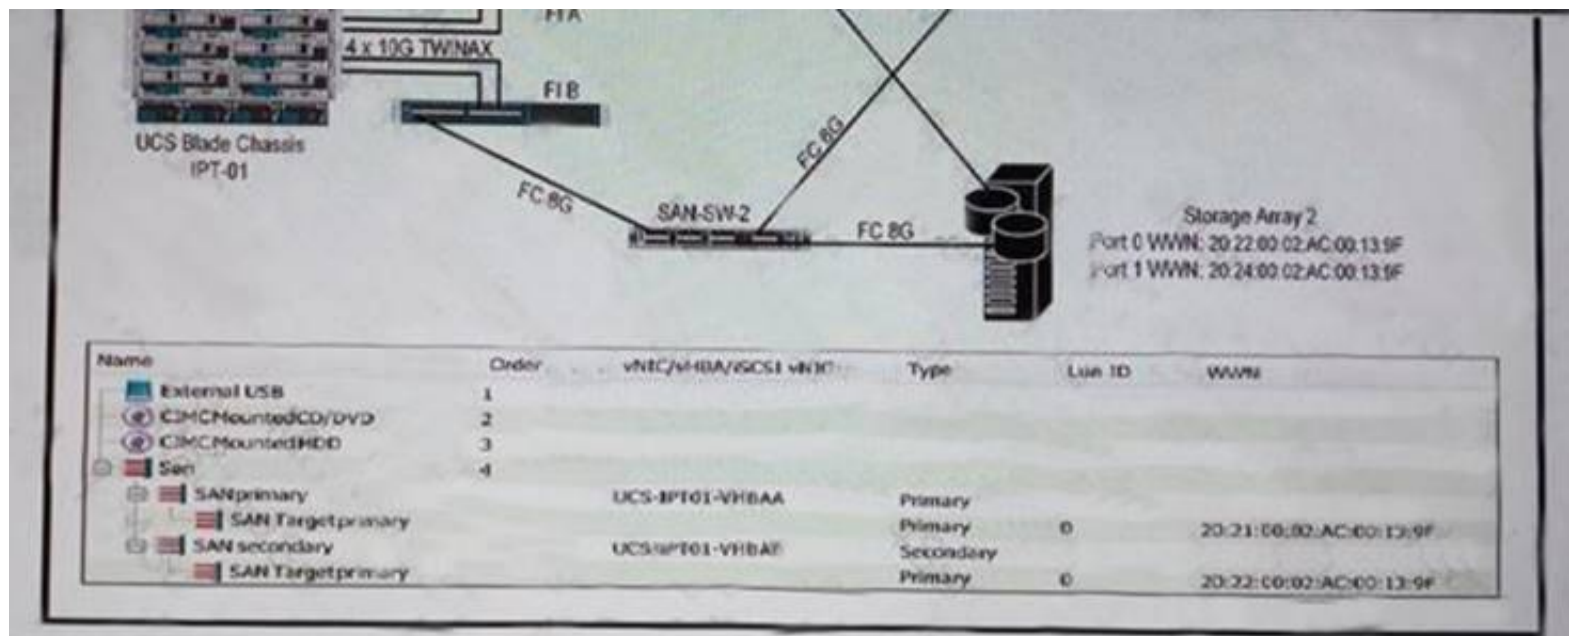 FI A
4 x 10G TWINAX
FI B
UCS Blade Chassis
IPT-01
FC 8G
FC 8G
SAN-SW-2
FC 8G
Storage Array 2
Port 0 WWN: 20:22:00:02:AC:00:13:9F
Port 1 WWN: 20:24:00:02:AC:00:13:9F
Name Order vNIC/vHBA/iSCSI vNIC Type Lun ID WWN
External USB 1
CIMCMountedCD/DVD 2
CIMCMountedHDD 3
San 4
SANprimary UCS-IPT01-VHBAA Primary
SAN Targetprimary Primary 0 20:21:00:02:AC:00:13:9F
SAN secondary Secondary
SAN Targetprimary Primary 0 20:22:00:02:AC:00:13:9F